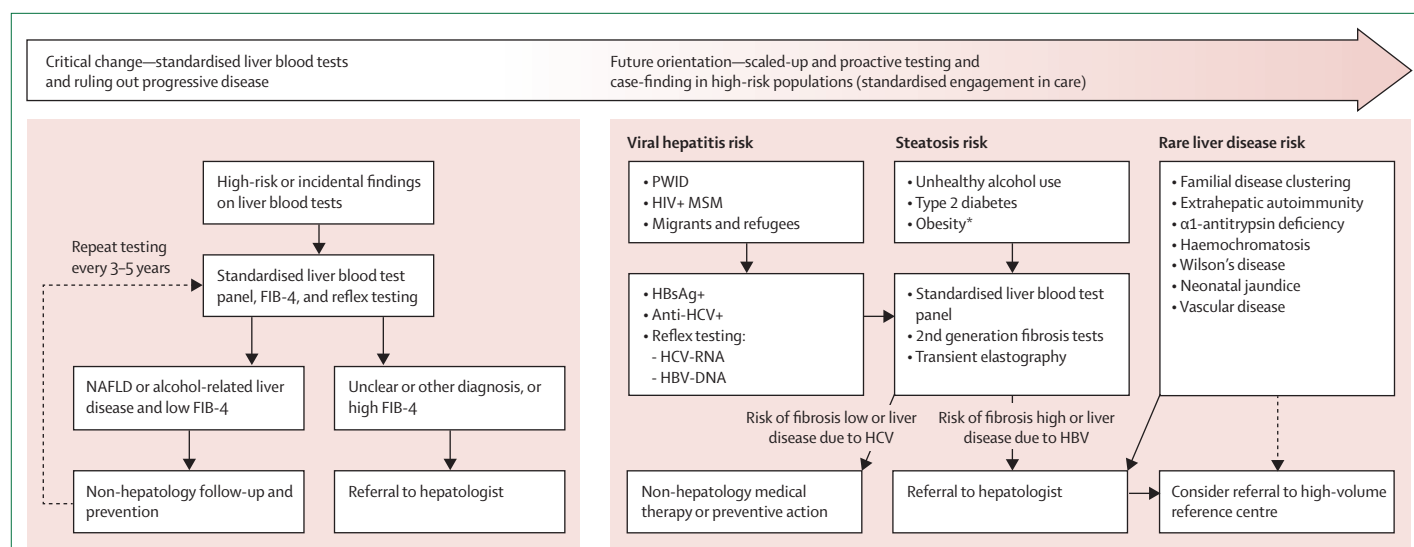 Critical change—standardised liver blood tests
and ruling out progressive disease
Future orientation—scaled-up and proactive testing and
case-finding in high-risk populations (standardised engagement in care)
High-risk or incidental findings
on liver blood tests
Repeat testing
every 3–5 years
Standardised liver blood test
panel, FIB-4, and reflex testing
NAFLD or alcohol-related liver
disease and low FIB-4
Unclear or other diagnosis, or
high FIB-4
Non-hepatology follow-up and
prevention
Referral to hepatologist
Viral hepatitis risk
• PWID
• HIV+ MSM
• Migrants and refugees
• HBsAg+
• Anti-HCV+
• Reflex testing:
- HCV-RNA
- HBV-DNA
Steatosis risk
• Unhealthy alcohol use
• Type 2 diabetes
• Obesity*
• Standardised liver blood test
panel
• 2nd generation fibrosis tests
• Transient elastography
Rare liver disease risk
• Familial disease clustering
• Extrahepatic autoimmunity
• α1-antitrypsin deficiency
• Haemochromatosis
• Wilson's disease
• Neonatal jaundice
• Vascular disease
Risk of fibrosis low or liver
disease due to HCV
Risk of fibrosis high or liver
disease due to HBV
Non-hepatology medical
therapy or preventive action
Referral to hepatologist
Consider referral to high-volume
reference centre